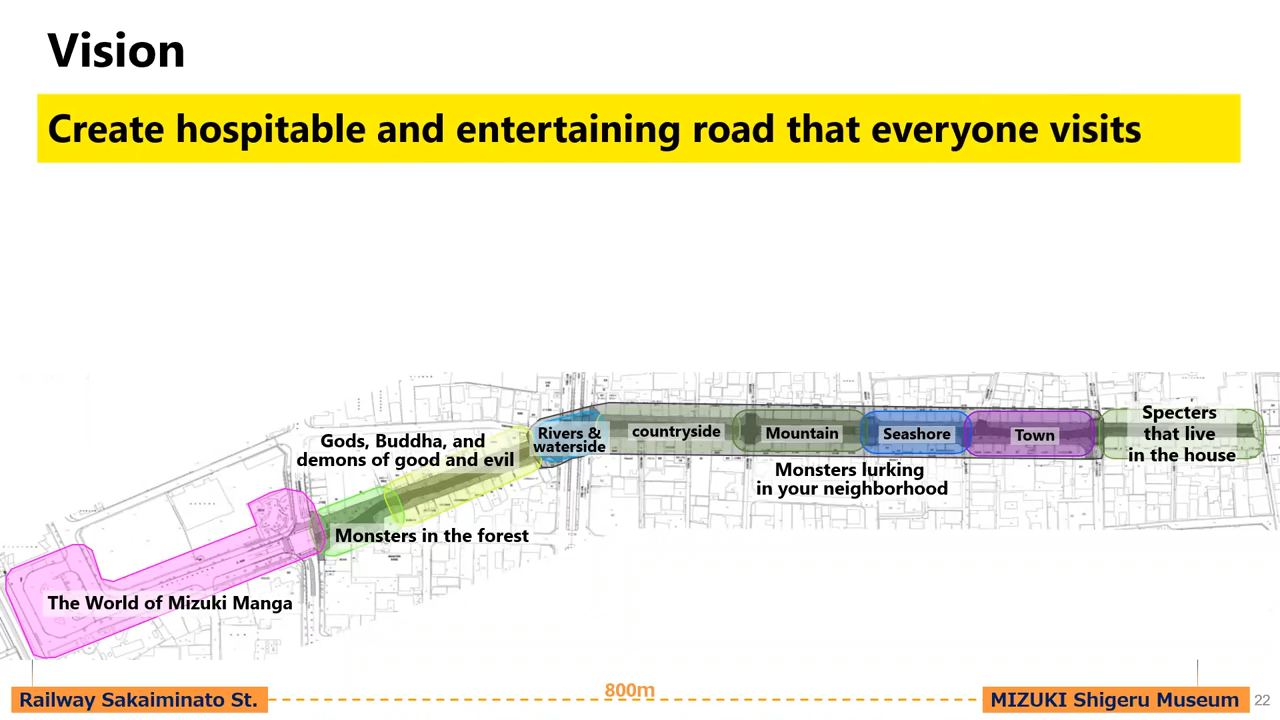 Vision
Create hospitable and entertaining road that everyone visits
Gods, Buddha, and
demons of good and evil
Rivers &
waterside
countryside
Mountain
Seashore
Town
Specters
that live
in the house
Monsters lurking
in your neighborhood
Monsters in the forest
The World of Mizuki Manga
Railway Sakaiminato St.
800m
MIZUKI Shigeru Museum
22